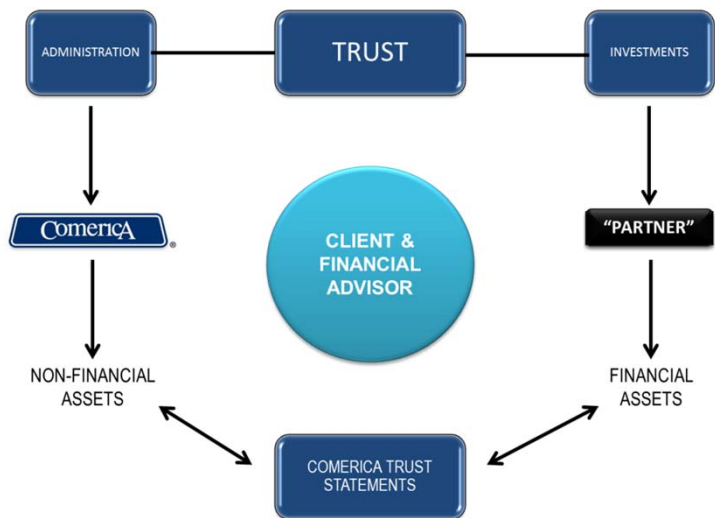 ADMINISTRATION
TRUST
INVESTMENTS
ComericA
®
"PARTNER"
CLIENT &
FINANCIAL
ADVISOR
NON-FINANCIAL
ASSETS
FINANCIAL
ASSETS
COMERICA TRUST
STATEMENTS